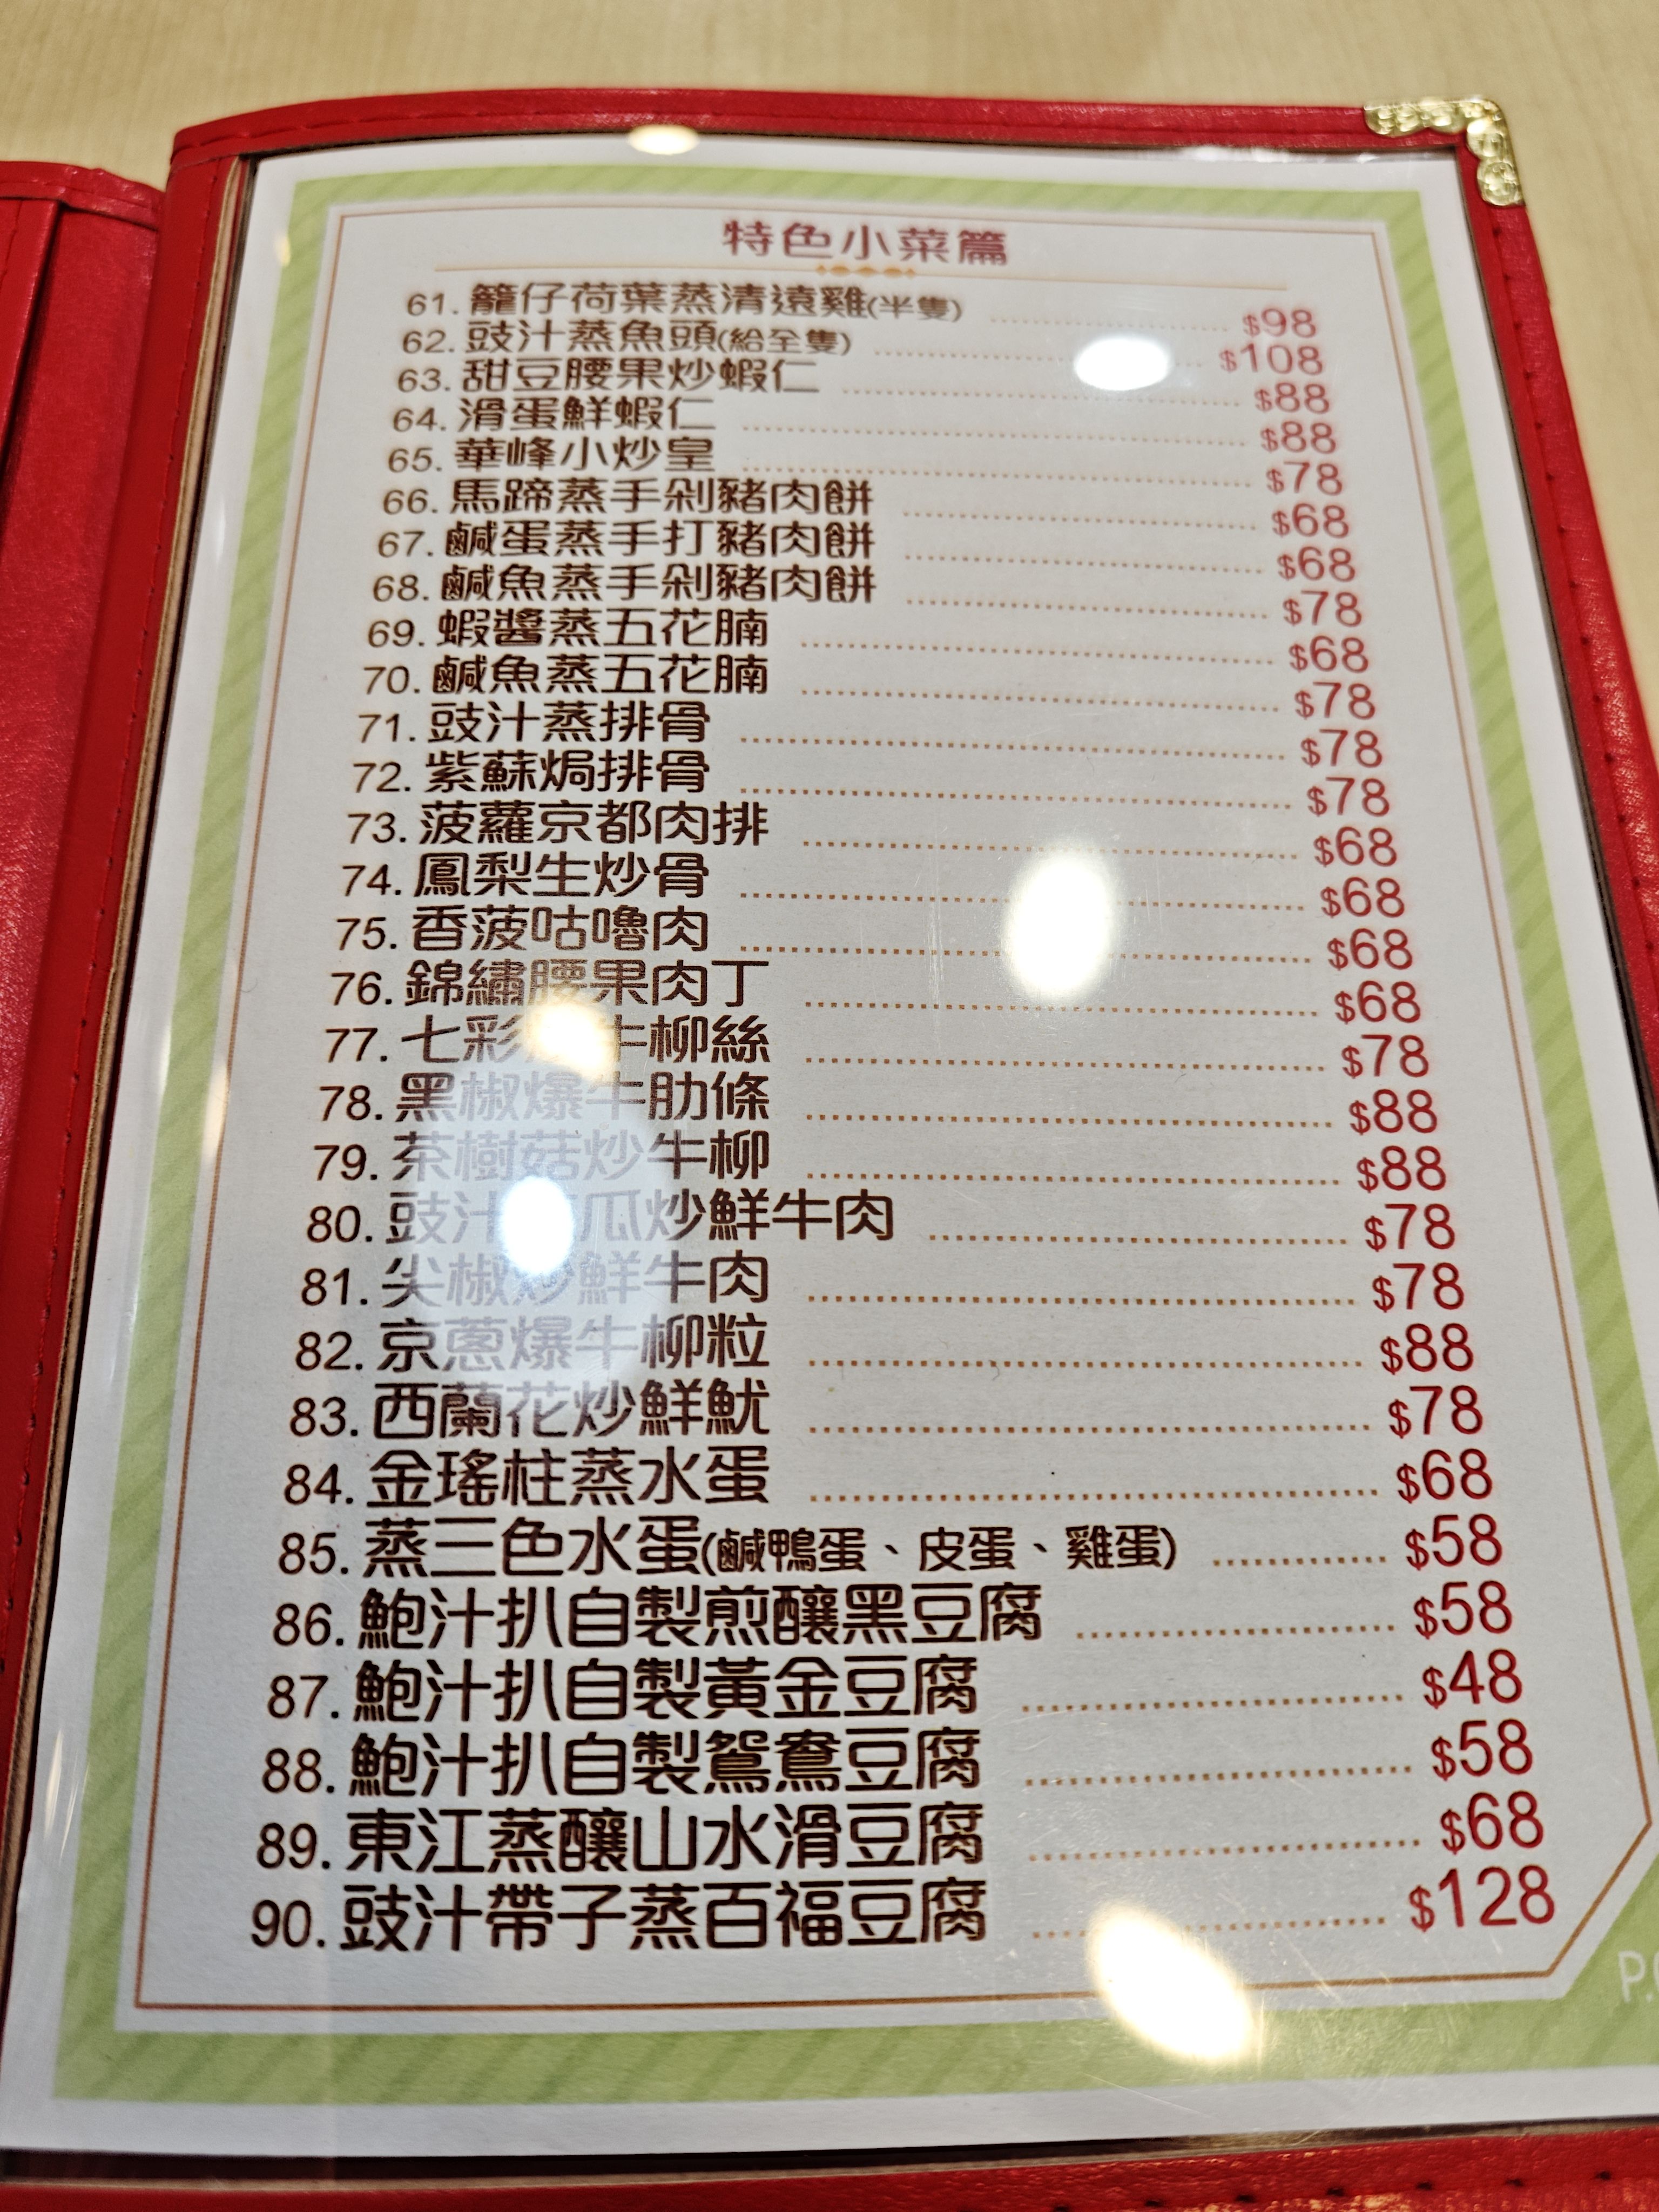 特色小菜篇
61. 籠仔荷葉蒸清遠雞(半隻) $98
62. 豉汁蒸魚頭(給全隻) $108
63. 甜豆腰果炒蝦仁 $88
64. 滑蛋鮮蝦仁 $88
65. 華峰小炒皇 $78
66. 馬蹄蒸手剁豬肉餅 $68
67. 鹹蛋蒸手打豬肉餅 $68
68. 鹹魚蒸手剁豬肉餅 $78
69. 蝦醬蒸五花腩 $68
70. 鹹魚蒸五花腩 $78
71. 豉汁蒸排骨 $78
72. 紫蘇焗排骨 $78
73. 菠蘿京都肉排 $68
74. 鳳梨生炒骨 $68
75. 香菠咕嚕肉 $68
76. 錦繡腰果肉丁 $68
77. 七彩牛柳絲 $78
78. 黑椒爆牛肋條 $88
79. 茶樹菇炒牛柳 $88
80. 豉汁瓜炒鮮牛肉 $78
81. 尖椒炒鮮牛肉 $78
82. 京蔥爆牛柳粒 $88
83. 西蘭花炒鮮魷 $78
84. 金瑤柱蒸水蛋 $68
85. 蒸三色水蛋(鹹鴨蛋、皮蛋、雞蛋) $58
86. 鮑汁扒自製煎釀黑豆腐 $58
87. 鮑汁扒自製黃金豆腐 $48
88. 鮑汁扒自製鴛鴦豆腐 $58
89. 東江蒸釀山水滑豆腐 $68
90. 豉汁帶子蒸百福豆腐 $128